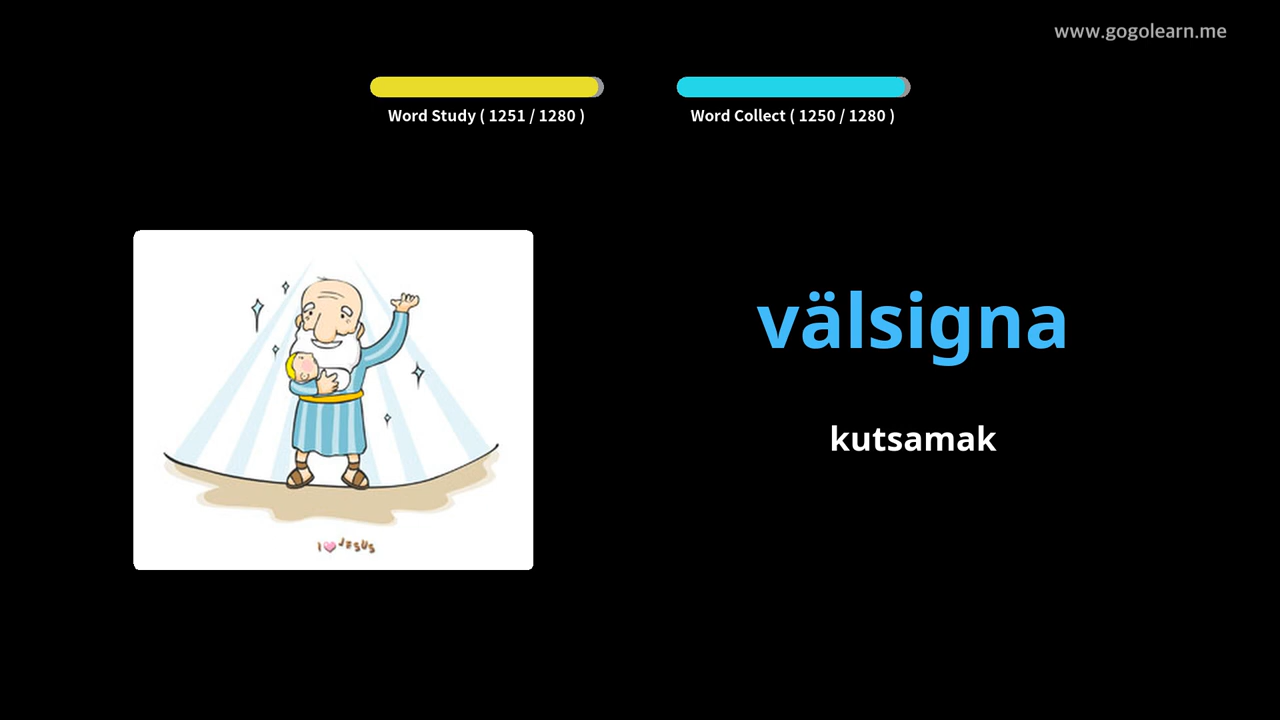 www.gogolearn.me
Word Study ( 1251 / 1280 )
Word Collect ( 1250 / 1280 )
välsigna
kutsamak
I JESUS